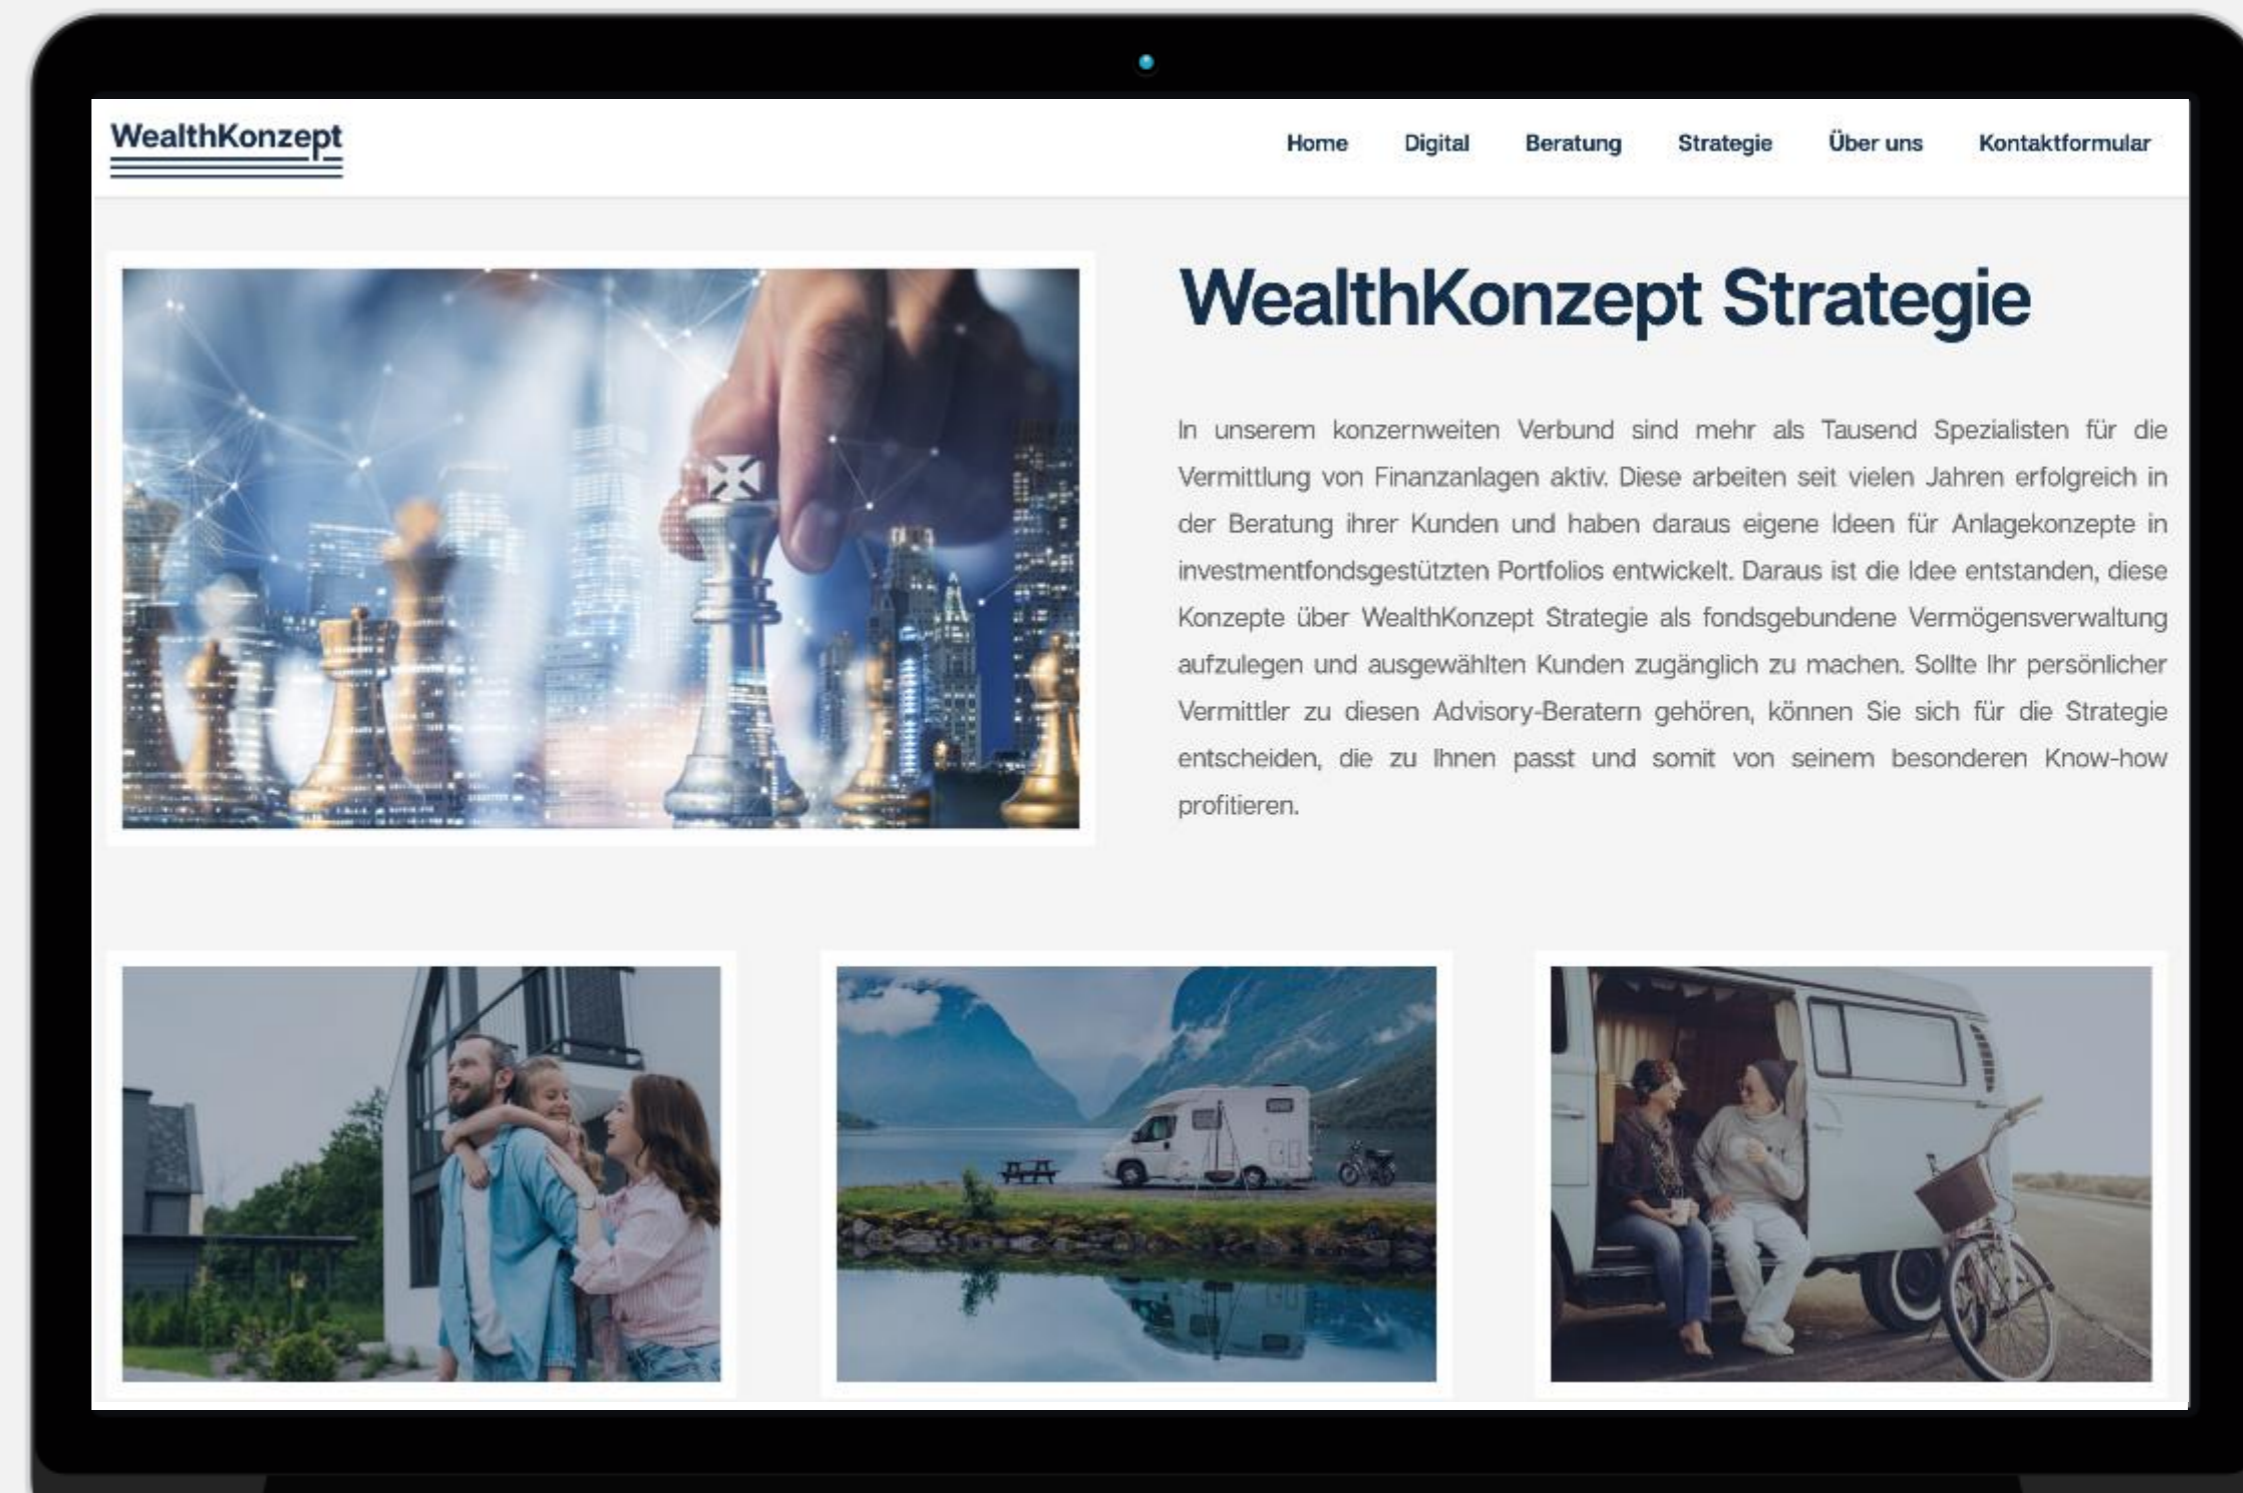 WealthKonzept
Home Digital Beratung Strategie Über uns Kontaktformular
WealthKonzept Strategie
In unserem konzernweiten Verbund sind mehr als Tausend Spezialisten für die
Vermittlung von Finanzanlagen aktiv. Diese arbeiten seit vielen Jahren erfolgreich in
der Beratung ihrer Kunden und haben daraus eigene Ideen für Anlagekonzepte in
investmentfondsgestützten Portfolios entwickelt. Daraus ist die Idee entstanden, diese
Konzepte über WealthKonzept Strategie als fondsgebundene Vermögensverwaltung
aufzulegen und ausgewählten Kunden zugänglich zu machen. Sollte Ihr persönlicher
Vermittler zu diesen Advisory-Beratern gehören, können Sie sich für die Strategie
entscheiden, die zu Ihnen passt und somit von seinem besonderen Know-how
profitieren.